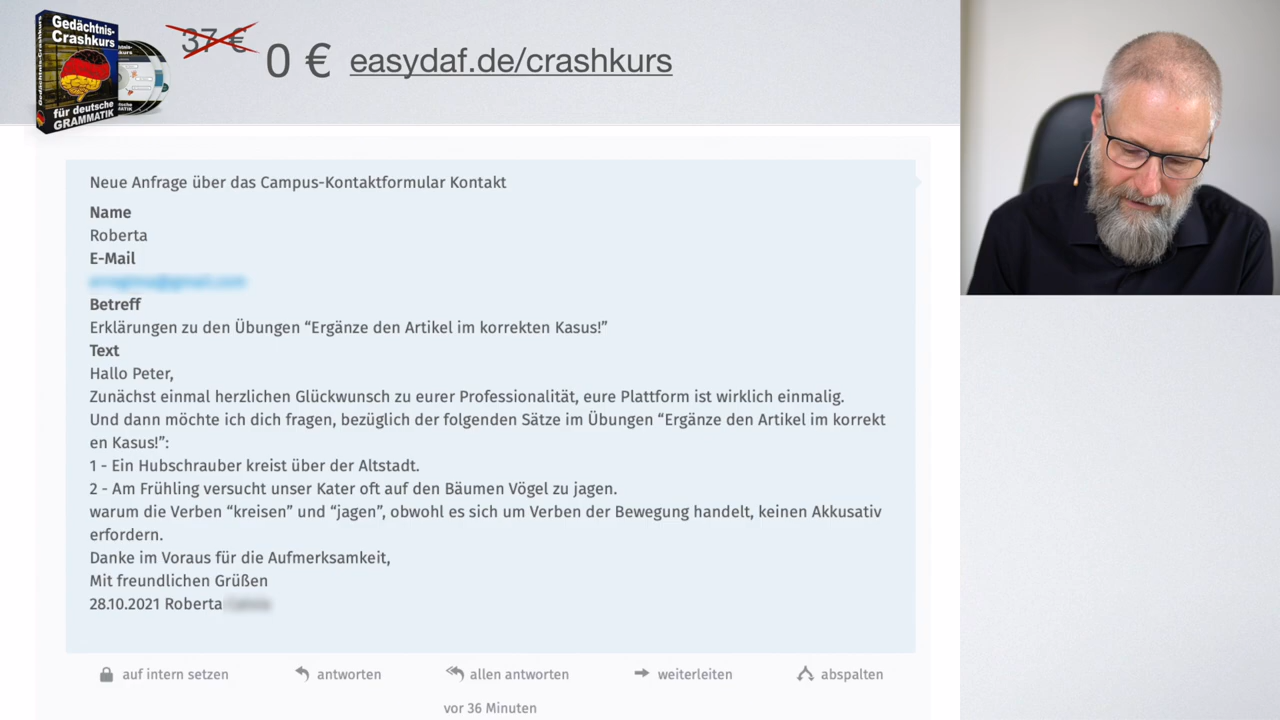 Gedächtnis-
Crashkurs
für deutsche
GRAMMATIK
37 €
0 €
easydaf.de/crashkurs
Neue Anfrage über das Campus-Kontaktformular Kontakt
Name
Roberta
E-Mail
Betreff
Erklärungen zu den Übungen “Ergänze den Artikel im korrekten Kasus!”
Text
Hallo Peter,
Zunächst einmal herzlichen Glückwunsch zu eurer Professionalität, eure Plattform ist wirklich einmalig.
Und dann möchte ich dich fragen, bezüglich der folgenden Sätze im Übungen “Ergänze den Artikel im korrekt
en Kasus!”:
1 - Ein Hubschrauber kreist über der Altstadt.
2 - Am Frühling versucht unser Kater oft auf den Bäumen Vögel zu jagen.
warum die Verben “kreisen” und “jagen”, obwohl es sich um Verben der Bewegung handelt, keinen Akkusativ
erfordern.
Danke im Voraus für die Aufmerksamkeit,
Mit freundlichen Grüßen
28.10.2021 Roberta
auf intern setzen
antworten
allen antworten
weiterleiten
abspalten
vor 36 Minuten